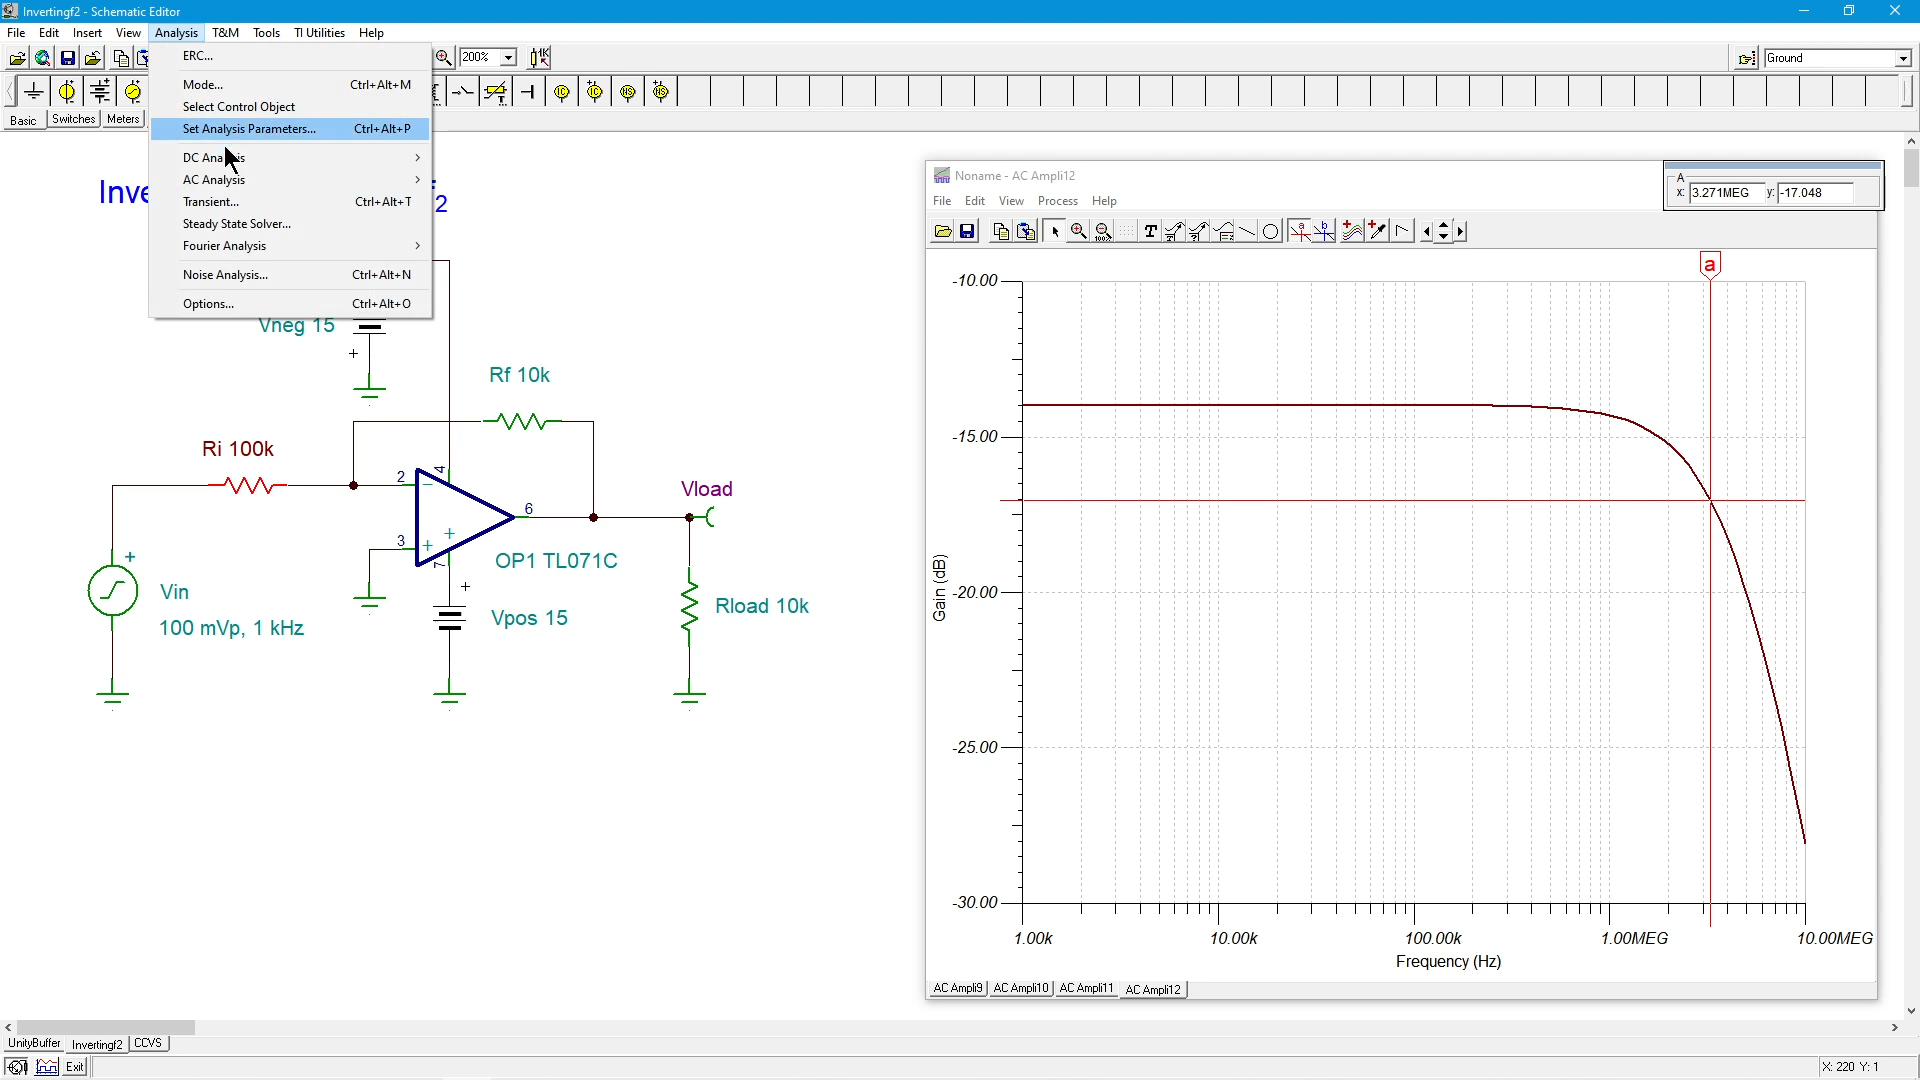 Invertingf2 - Schematic Editor
File Edit Insert View Analysis T&M Tools TI Utilities Help
200%
Ground
Basic Switches Meters
ERC...
Mode... Ctrl+Alt+M
Select Control Object
Set Analysis Parameters... Ctrl+Alt+P
DC Ana is
AC Analysis
Transient... Ctrl+Alt+T
Steady State Solver...
Fourier Analysis
Noise Analysis... Ctrl+Alt+N
Options... Ctrl+Alt+O
Inve f2
Vneg 15
+
Rf 10k
Ri 100k
2
4
Vload
6
3
7
OP1 TL071C
+
Vin
100 mVp, 1 kHz
+
Vpos 15
Rload 10k
Noname - AC Ampli12
File Edit View Process Help
A
x: 3.271MEG y: -17.048
a
-10.00
-15.00
-20.00
-25.00
-30.00
Gain (dB)
1.00k 10.00k 100.00k 1.00MEG 10.00MEG
Frequency (Hz)
AC Ampli9 AC Ampli10 AC Ampli11 AC Ampli12
UnityBuffer Invertingf2 CCVS
Exit
X: 220 Y: 1